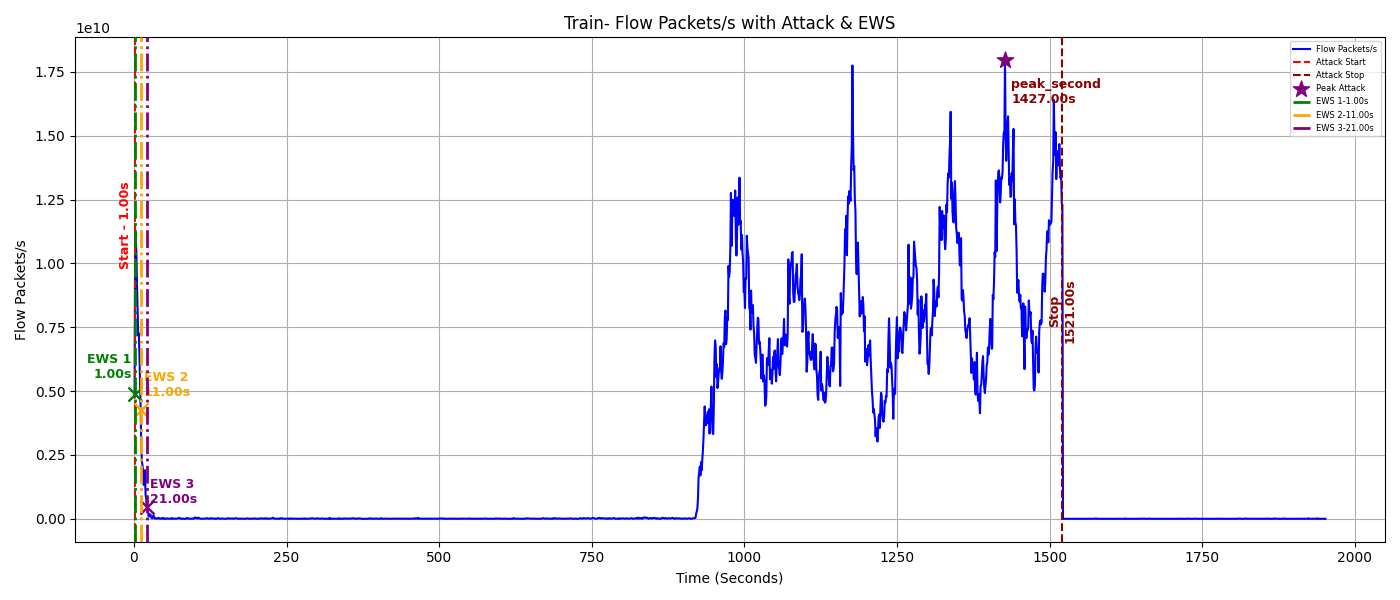 Train- Flow Packets/s with Attack & EWS
1e10
Flow Packets/s
Attack Start
Attack Stop
Peak Attack
EWS 1-1.00s
EWS 2-11.00s
EWS 3-21.00s
peak_second
1427.00s
Start - 1.00s
Stop
1521.00s
EWS 1
1.00s
EWS 2
11.00s
EWS 3
21.00s
Flow Packets/s
1.75
1.50
1.25
1.00
0.75
0.50
0.25
0.00
0
250
500
750
1000
1250
1500
1750
2000
Time (Seconds)